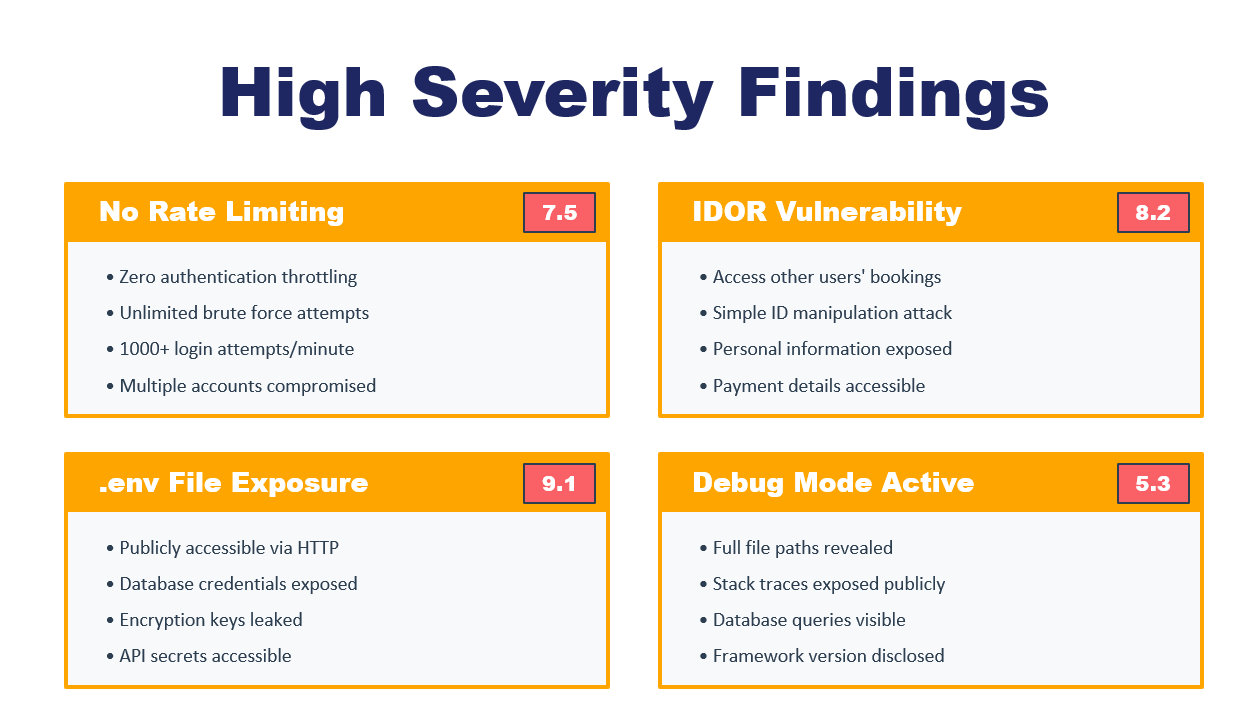 High Severity Findings
No Rate Limiting 7.5
• Zero authentication throttling
• Unlimited brute force attempts
• 1000+ login attempts/minute
• Multiple accounts compromised
IDOR Vulnerability 8.2
• Access other users' bookings
• Simple ID manipulation attack
• Personal information exposed
• Payment details accessible
.env File Exposure 9.1
• Publicly accessible via HTTP
• Database credentials exposed
• Encryption keys leaked
• API secrets accessible
Debug Mode Active 5.3
• Full file paths revealed
• Stack traces exposed publicly
• Database queries visible
• Framework version disclosed